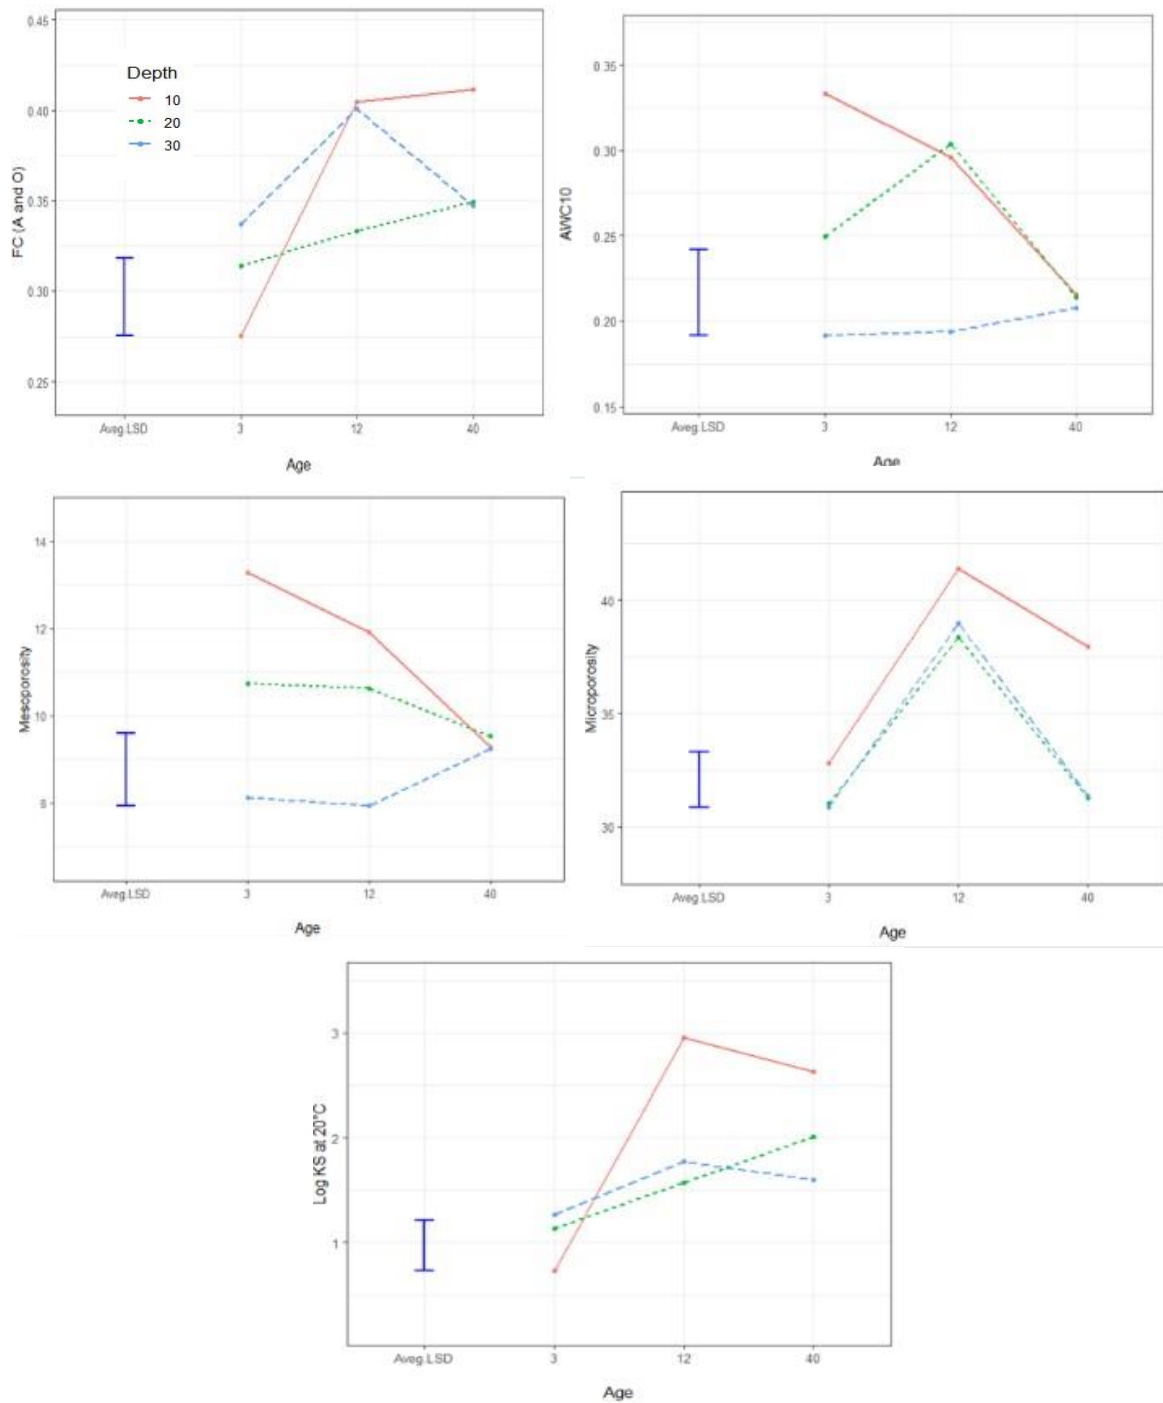 0.45
0.40
0.35
0.30
0.25
FC (A and O)
Depth
10
20
30
Aveg.LSD 3 12 40
Age
0.35
0.30
0.25
0.20
0.15
AWC10
Aveg.LSD 3 12 40
Age
14
12
10
8
Mesoporosity
Aveg.LSD 3 12 40
Age
40
35
30
Microporosity
Aveg.LSD 3 12 40
Age
3
2
1
Log KS at 20°C
Aveg.LSD 3 12 40
Age